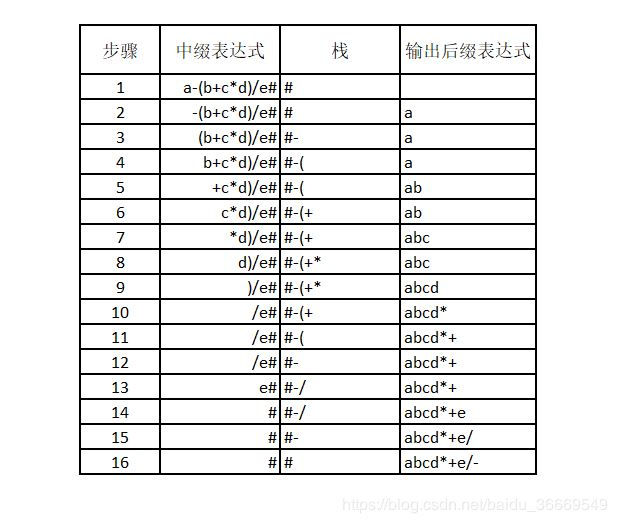 步骤 中缀表达式 栈 输出后缀表达式
1 a-(b+c*d)/e# #
2 -(b+c*d)/e# # a
3 (b+c*d)/e# #- a
4 b+c*d)/e# #-( a
5 +c*d)/e# #-( ab
6 c*d)/e# #-(+ ab
7 *d)/e# #-(+ abc
8 d)/e# #-(+* abc
9 )/e# #-(+* abcd
10 /e# #-(+ abcd*
11 /e# #-( abcd*+
12 /e# #- abcd*+
13 e# #-/ abcd*+
14 # #-/ abcd*+e
15 # #- abcd*+e/
16 # # abcd*+e/-
https://blog.csdn.net/baidu_36669549